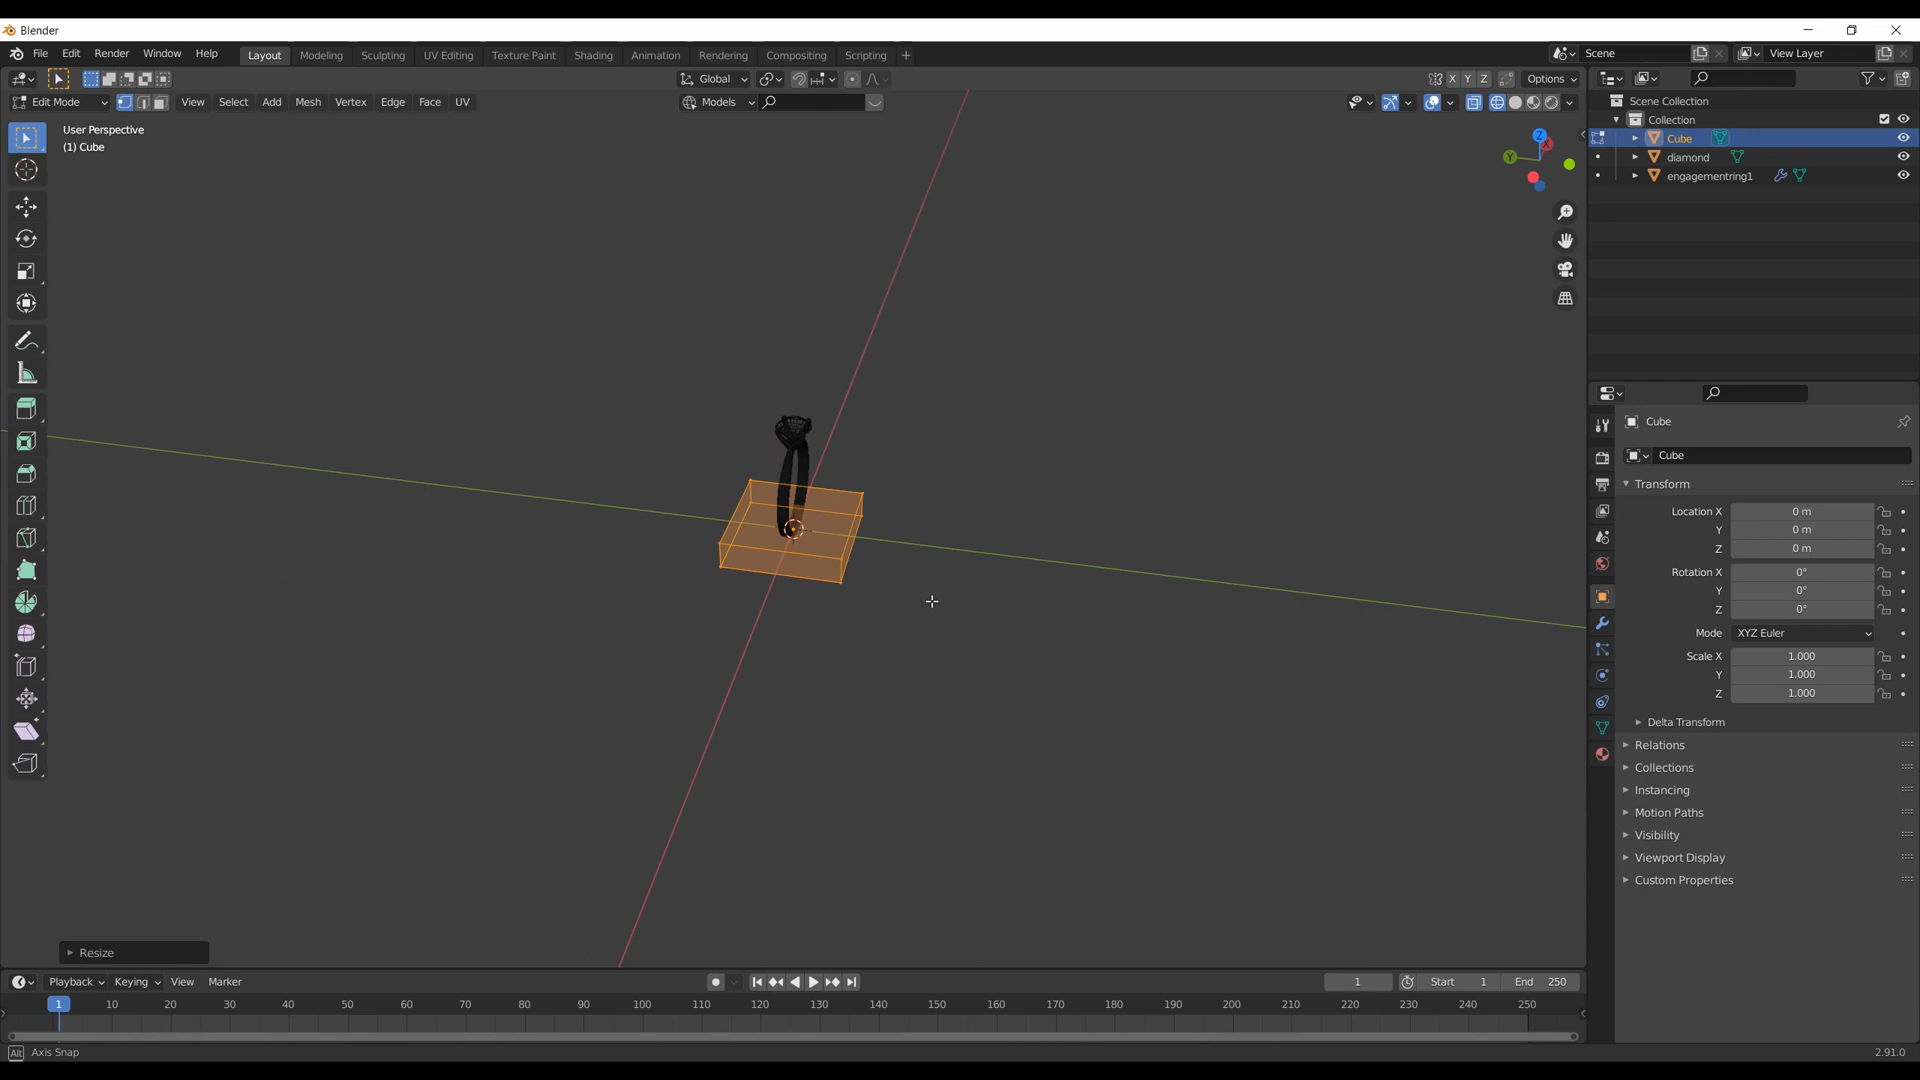 Blender
File Edit Render Window Help Layout Modeling Sculpting UV Editing Texture Paint Shading Animation Rendering Compositing Scripting + Scene View Layer
Global X Y Z Options
Edit Mode View Select Add Mesh Vertex Edge Face UV Models
User Perspective
(1) Cube
Z
X
Y
Scene Collection
Collection
Cube
diamond
engagementring1
Cube
Cube
Transform
Location X 0 m
Y 0 m
Z 0 m
Rotation X 0°
Y 0°
Z 0°
Mode XYZ Euler
Scale X 1.000
Y 1.000
Z 1.000
Delta Transform
Relations
Collections
Instancing
Motion Paths
Visibility
Viewport Display
Custom Properties
Resize
Playback Keying View Marker 1 Start 1 End 250
1 10 20 30 40 50 60 70 80 90 100 110 120 130 140 150 160 170 180 190 200 210 220 230 240 250
Alt Axis Snap 2.91.0